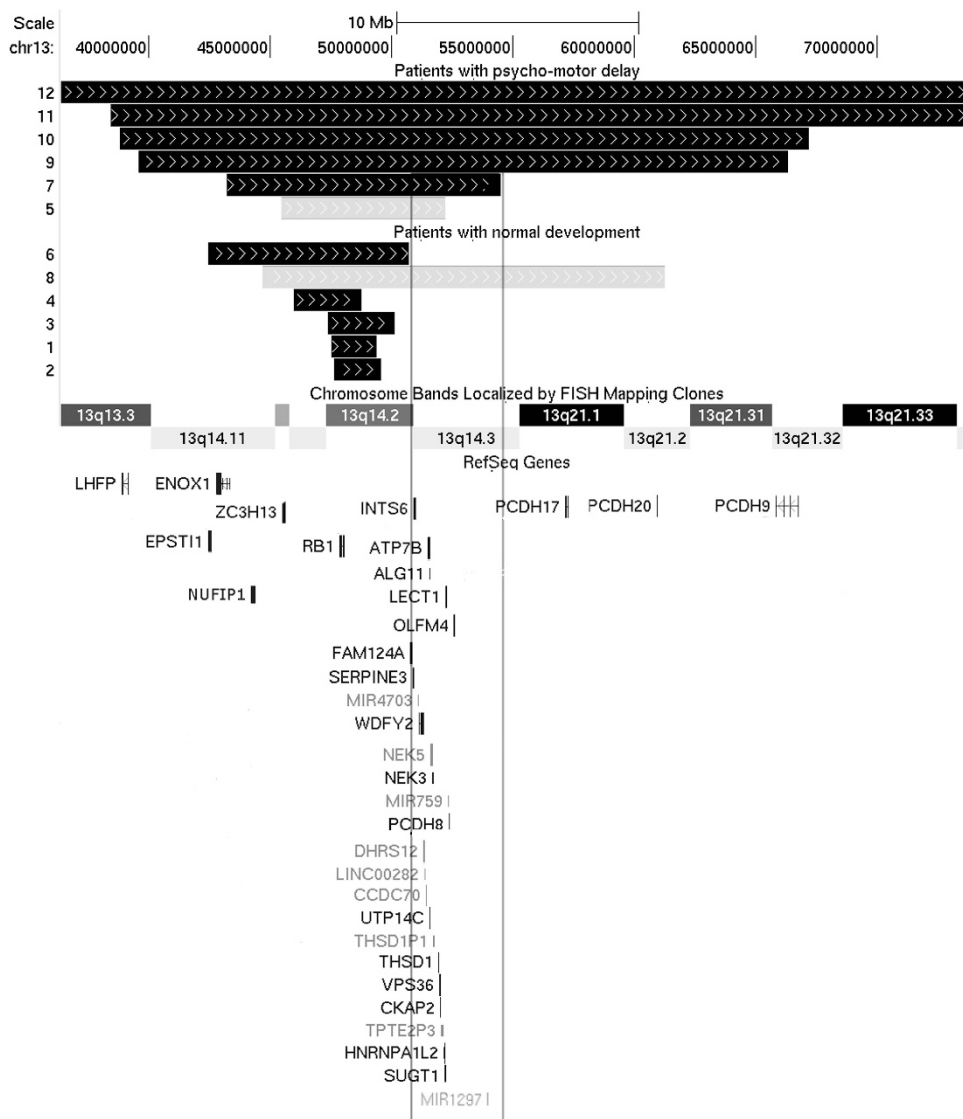 Scale 10 Mb
chr13: 40000000 45000000 50000000 55000000 60000000 65000000 70000000
Patients with psycho-motor delay
12
11
10
9
7
5
Patients with normal development
6
8
4
3
1
2
Chromosome Bands Localized by FISH Mapping Clones
13q13.3 13q14.2 13q21.1 13q21.31 13q21.33
13q14.11 13q14.3 13q21.2 13q21.32
RefSeq Genes
LHFP ENOX1
ZC3H13 INTS6 PCDH17 PCDH20 PCDH9
EPSTI1 RB1 ATP7B
ALG11
NUFIP1 LECT1
OLFM4
FAM124A
SERPINE3
MIR4703
WDFY2
NEK5
NEK3
MIR759
PCDH8
DHRS12
LINC00282
CCDC70
UTP14C
THSD1P1
THSD1
VPS36
CKAP2
TPTE2P3
HNRNPA1L2
SUGT1
MIR1297